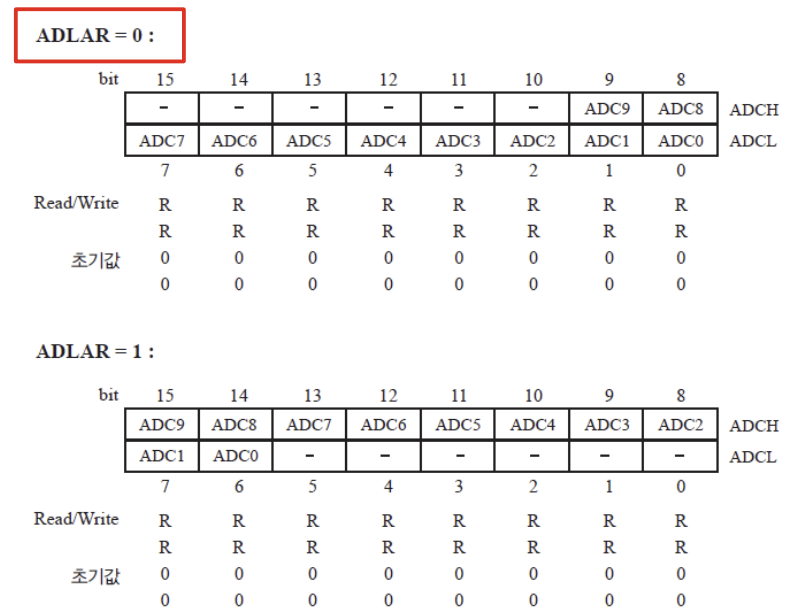 ADLAR = 0 :
bit 15 14 13 12 11 10 9 8
– – – – – – ADC9 ADC8 ADCH
ADC7 ADC6 ADC5 ADC4 ADC3 ADC2 ADC1 ADC0 ADCL
7 6 5 4 3 2 1 0
Read/Write R R R R R R R R
R R R R R R R R
초기값 0 0 0 0 0 0 0 0
0 0 0 0 0 0 0 0
ADLAR = 1 :
bit 15 14 13 12 11 10 9 8
ADC9 ADC8 ADC7 ADC6 ADC5 ADC4 ADC3 ADC2 ADCH
ADC1 ADC0 – – – – – – ADCL
7 6 5 4 3 2 1 0
Read/Write R R R R R R R R
R R R R R R R R
초기값 0 0 0 0 0 0 0 0
0 0 0 0 0 0 0 0